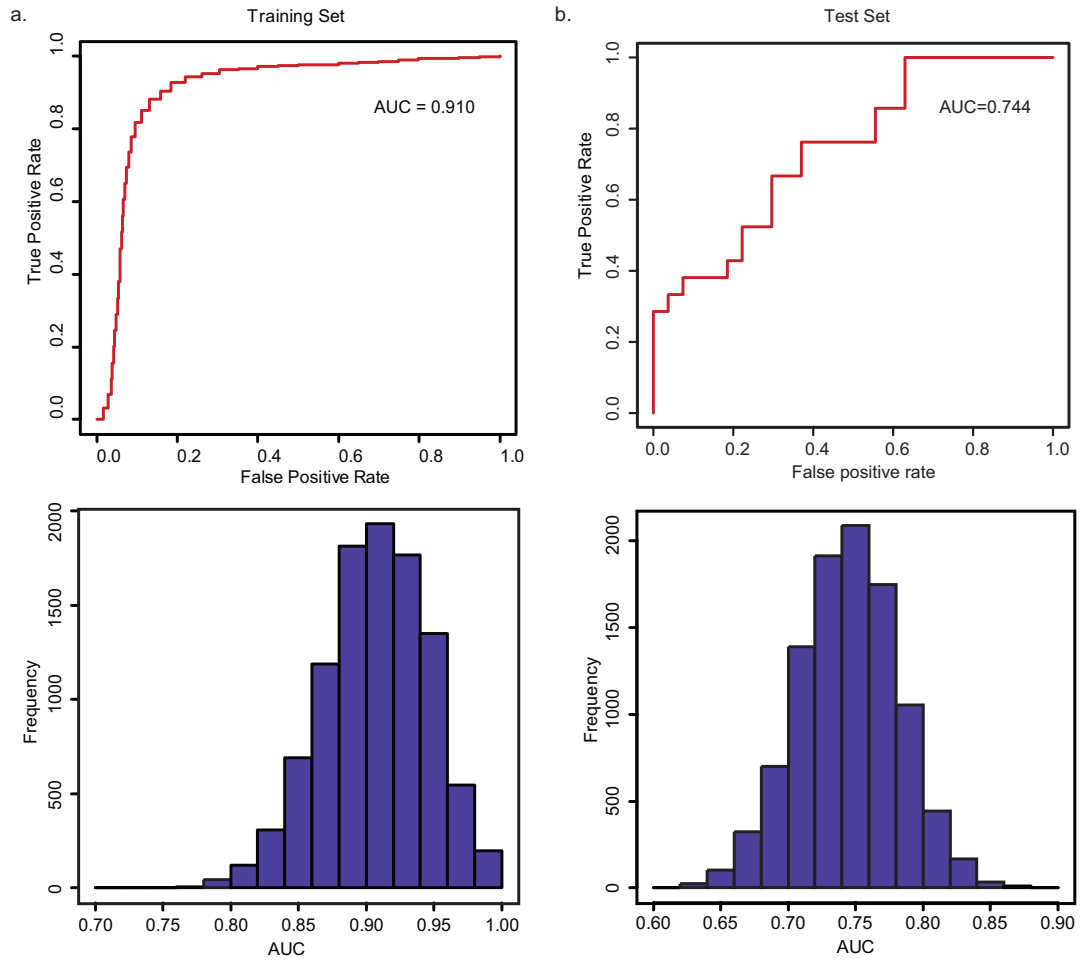 a.
Training Set
True Positive Rate
1.0
0.8
0.6
0.4
0.2
0.0
AUC = 0.910
0.0 0.2 0.4 0.6 0.8 1.0
False Positive Rate
b.
Test Set
True Positive Rate
1.0
0.8
0.6
0.4
0.2
0.0
AUC=0.744
0.0 0.2 0.4 0.6 0.8 1.0
False positive rate
Frequency
2000
1500
1000
500
0
0.70 0.75 0.80 0.85 0.90 0.95 1.00
AUC
Frequency
2000
1500
1000
500
0
0.60 0.65 0.70 0.75 0.80 0.85 0.90
AUC